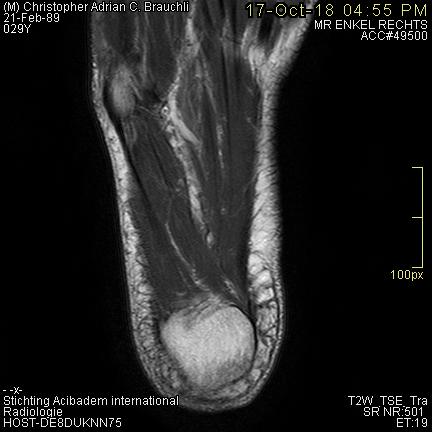 (M) Christopher Adrian C. Brauchli
21-Feb-89
029Y
17-Oct-18 04:55 PM
MR ENKEL RECHTS
ACC#49500
100px
--x-
Stichting Acibadem international
Radiologie
HOST-DE8DUKNN75
T2W_TSE_Tra
SR NR:501
ET:19